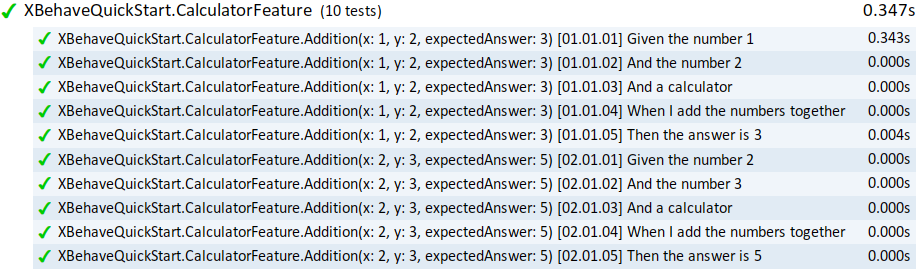 XBehaveQuickStart.CalculatorFeature (10 tests) 0.347s
XBehaveQuickStart.CalculatorFeature.Addition(x: 1, y: 2, expectedAnswer: 3) [01.01.01] Given the number 1 0.343s
XBehaveQuickStart.CalculatorFeature.Addition(x: 1, y: 2, expectedAnswer: 3) [01.01.02] And the number 2 0.000s
XBehaveQuickStart.CalculatorFeature.Addition(x: 1, y: 2, expectedAnswer: 3) [01.01.03] And a calculator 0.000s
XBehaveQuickStart.CalculatorFeature.Addition(x: 1, y: 2, expectedAnswer: 3) [01.01.04] When I add the numbers together 0.000s
XBehaveQuickStart.CalculatorFeature.Addition(x: 1, y: 2, expectedAnswer: 3) [01.01.05] Then the answer is 3 0.004s
XBehaveQuickStart.CalculatorFeature.Addition(x: 2, y: 3, expectedAnswer: 5) [02.01.01] Given the number 2 0.000s
XBehaveQuickStart.CalculatorFeature.Addition(x: 2, y: 3, expectedAnswer: 5) [02.01.02] And the number 3 0.000s
XBehaveQuickStart.CalculatorFeature.Addition(x: 2, y: 3, expectedAnswer: 5) [02.01.03] And a calculator 0.000s
XBehaveQuickStart.CalculatorFeature.Addition(x: 2, y: 3, expectedAnswer: 5) [02.01.04] When I add the numbers together 0.000s
XBehaveQuickStart.CalculatorFeature.Addition(x: 2, y: 3, expectedAnswer: 5) [02.01.05] Then the answer is 5 0.000s